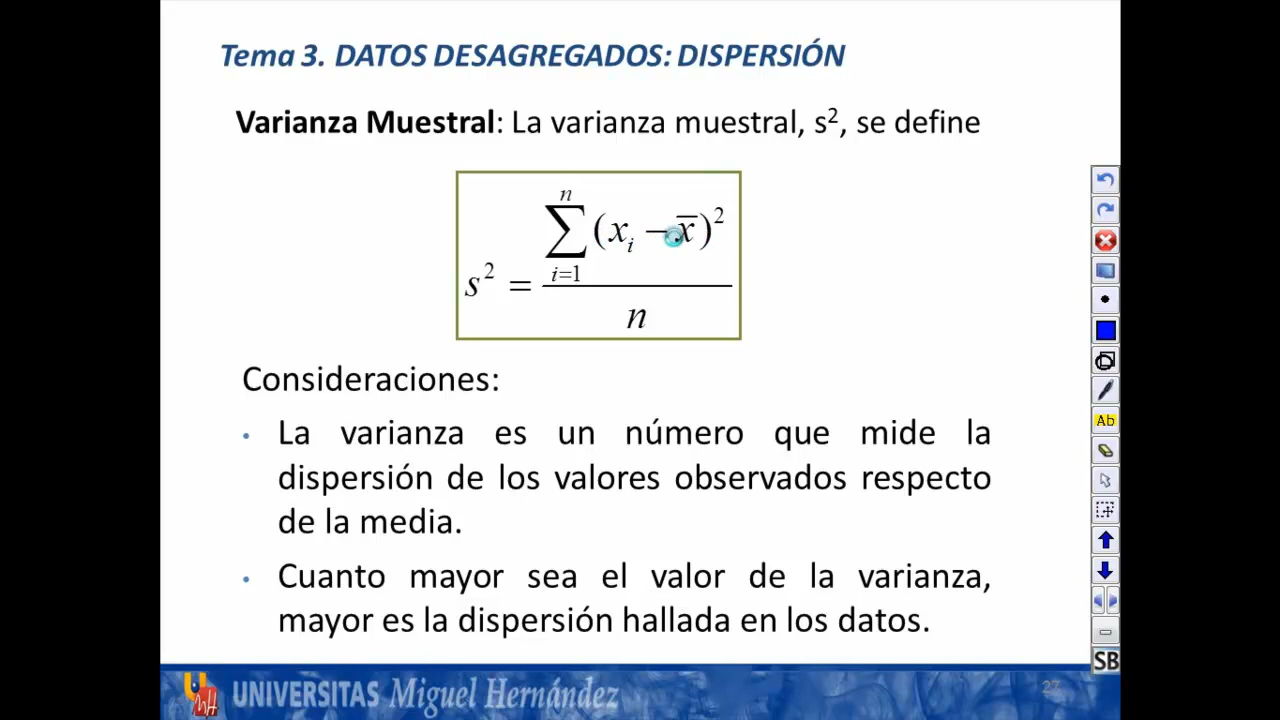 Tema 3. DATOS DESAGREGADOS: DISPERSIÓN
Varianza Muestral: La varianza muestral, s², se define
n
∑ (xᵢ − x̅)²
i=1
s² =
n
Consideraciones:
• La varianza es un número que mide la
dispersión de los valores observados respecto
de la media.
• Cuanto mayor sea el valor de la varianza,
mayor es la dispersión hallada en los datos.
Ab
SB
27
UNIVERSITAS Miguel Hernández